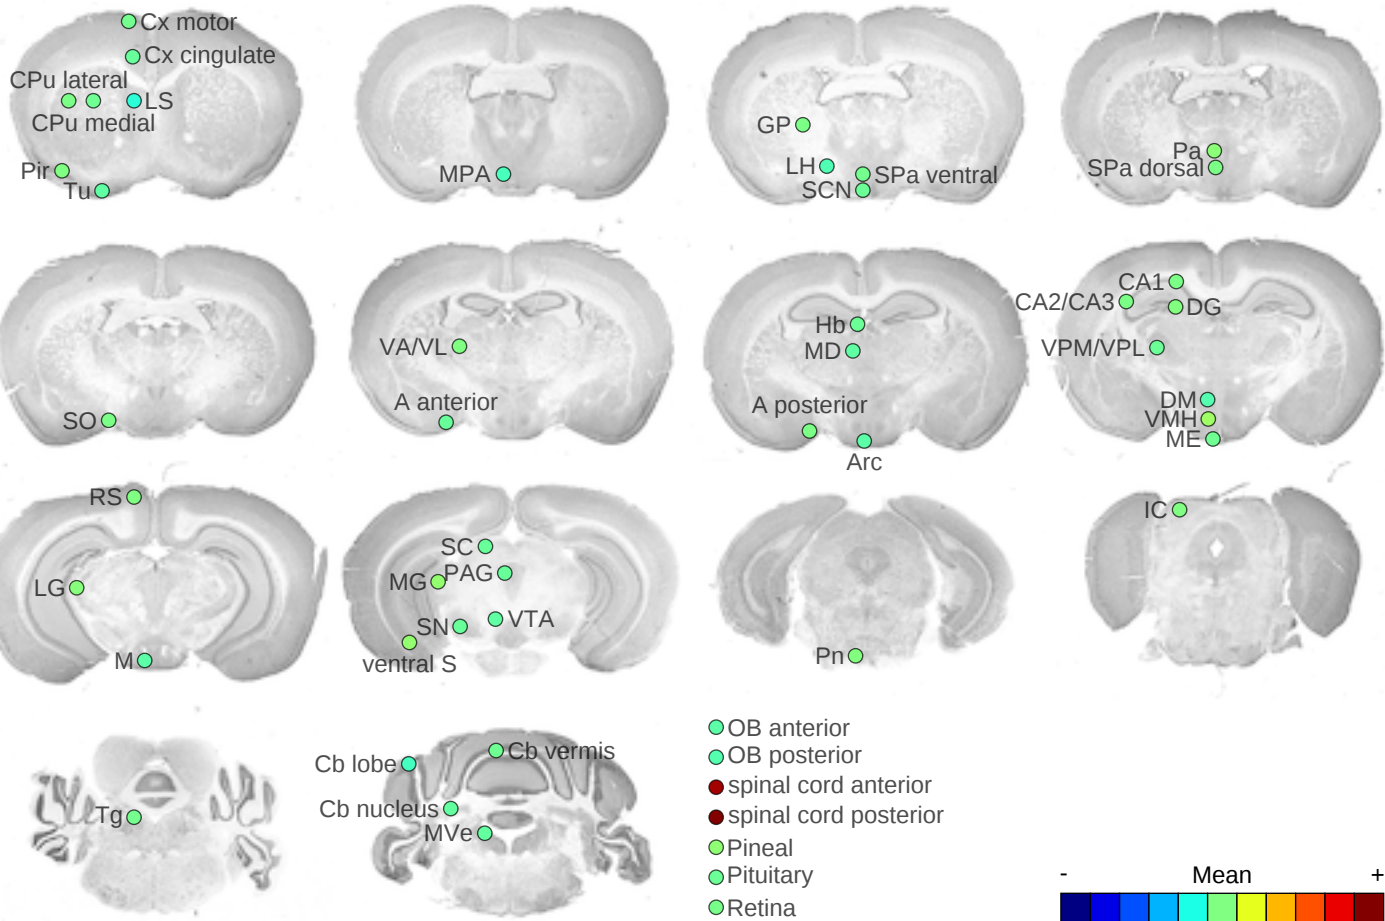 Cx motor
Cx cingulate
CPu lateral
LS
CPu medial
Pir
Tu
MPA
GP
LH
SPa ventral
SCN
Pa
SPa dorsal
SO
VA/VL
A anterior
Hb
MD
A posterior
Arc
CA1
CA2/CA3
DG
VPM/VPL
DM
VMH
ME
RS
LG
M
SC
MG
PAG
SN
VTA
ventral S
Pn
IC
Tg
Cb lobe
Cb vermis
Cb nucleus
MVe
OB anterior
OB posterior
spinal cord anterior
spinal cord posterior
Pineal
Pituitary
Retina
- Mean +